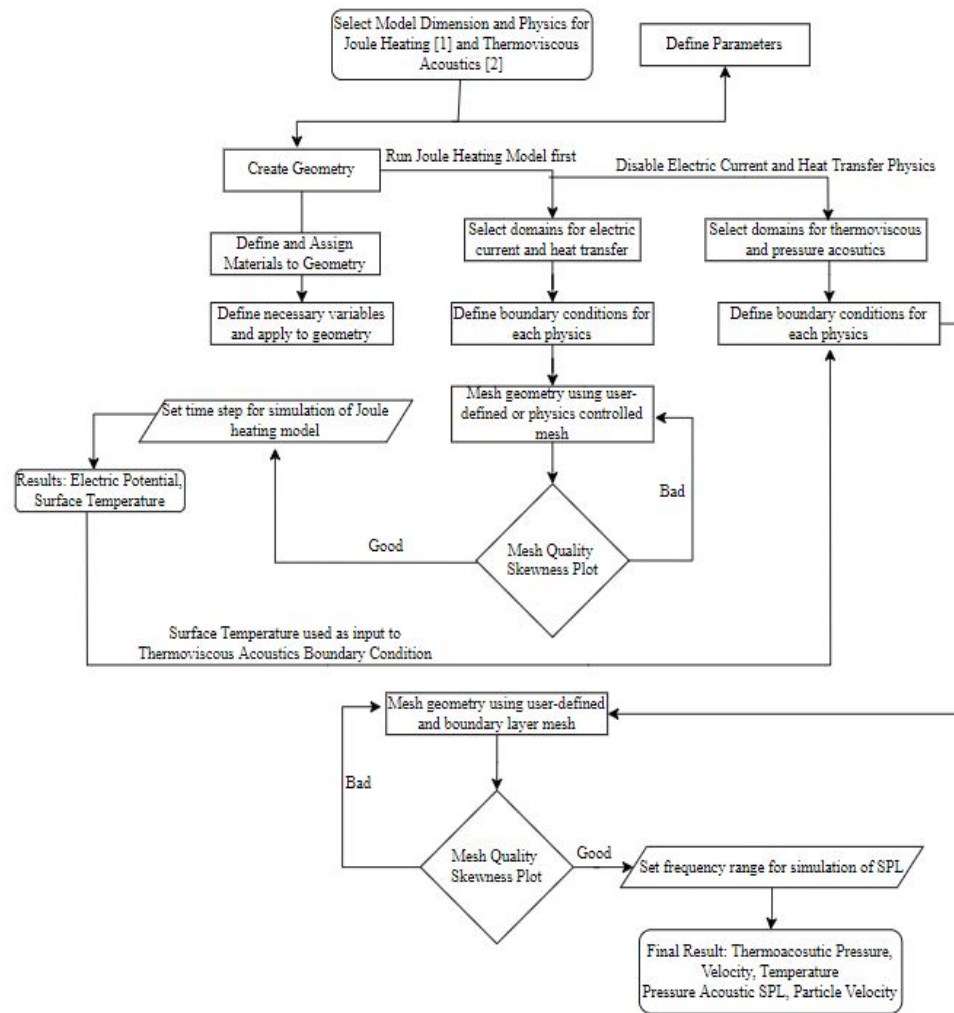 Select Model Dimension and Physics for
Joule Heating [1] and Thermoviscous
Acoustics [2]
Define Parameters
Create Geometry
Run Joule Heating Model first
Disable Electric Current and Heat Transfer Physics
Define and Assign
Materials to Geometry
Select domains for electric
current and heat transfer
Select domains for thermoviscous
and pressure acosutics
Define necessary variables
and apply to geometry
Define boundary conditions for
each physics
Define boundary conditions for
each physics
Mesh geometry using user-
defined or physics controlled
mesh
Set time step for simulation of Joule
heating model
Results: Electric Potential,
Surface Temperature
Bad
Good
Mesh Quality
Skewness Plot
Surface Temperature used as input to
Thermoviscous Acoustics Boundary Condition
Mesh geometry using user-defined
and boundary layer mesh
Bad
Mesh Quality
Skewness Plot
Good
Set frequency range for simulation of SPL
Final Result: Thermoacosutic Pressure,
Velocity, Temperature
Pressure Acoustic SPL, Particle Velocity